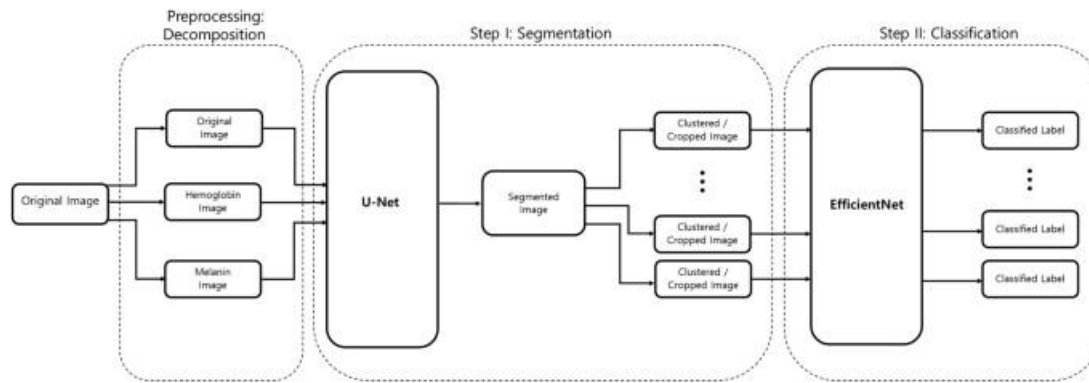 Preprocessing:
Decomposition
Step I: Segmentation
Step II: Classification
Original Image
Original
Image
Hemoglobin
Image
Melanin
Image
U-Net
Segmented
Image
Clustered /
Cropped Image
Clustered /
Cropped Image
Clustered /
Cropped Image
EfficientNet
Classified Label
Classified Label
Classified Label